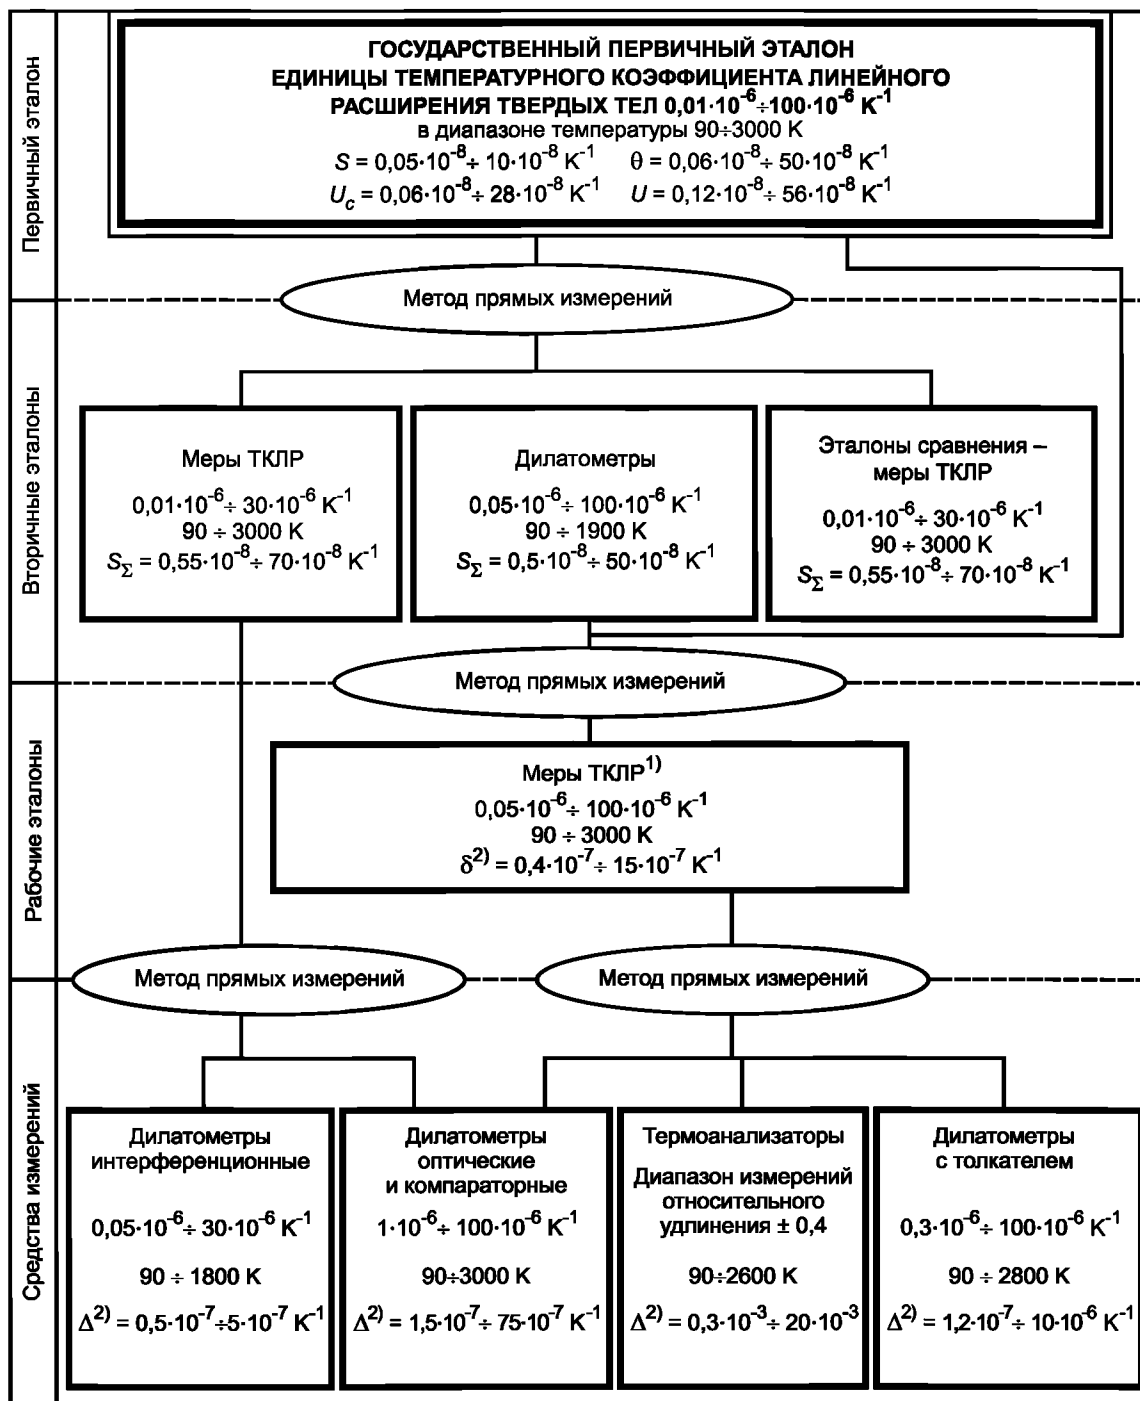 Первичный эталон
ГОСУДАРСТВЕННЫЙ ПЕРВИЧНЫЙ ЭТАЛОН
ЕДИНИЦЫ ТЕМПЕРАТУРНОГО КОЭФФИЦИЕНТА ЛИНЕЙНОГО
РАСШИРЕНИЯ ТВЕРДЫХ ТЕЛ 0,01·10⁻⁶÷100·10⁻⁶ K⁻¹
в диапазоне температуры 90÷3000 K
S = 0,05·10⁻⁸÷ 10·10⁻⁸ K⁻¹ θ = 0,06·10⁻⁸÷ 50·10⁻⁸ K⁻¹
U_c = 0,06·10⁻⁸÷ 28·10⁻⁸ K⁻¹ U = 0,12·10⁻⁸÷ 56·10⁻⁸ K⁻¹
Метод прямых измерений
Вторичные эталоны
Меры ТКЛР
0,01·10⁻⁶÷ 30·10⁻⁶ K⁻¹
90 ÷ 3000 K
S_Σ = 0,55·10⁻⁸÷ 70·10⁻⁸ K⁻¹
Дилатометры
0,05·10⁻⁶÷ 100·10⁻⁶ K⁻¹
90 ÷ 1900 K
S_Σ = 0,5·10⁻⁸÷ 50·10⁻⁸ K⁻¹
Эталоны сравнения –
меры ТКЛР
0,01·10⁻⁶÷ 30·10⁻⁶ K⁻¹
90 ÷ 3000 K
S_Σ = 0,55·10⁻⁸÷ 70·10⁻⁸ K⁻¹
Метод прямых измерений
Рабочие эталоны
Меры ТКЛР¹⁾
0,05·10⁻⁶÷ 100·10⁻⁶ K⁻¹
90 ÷ 3000 K
δ²⁾ = 0,4·10⁻⁷÷ 15·10⁻⁷ K⁻¹
Метод прямых измерений
Метод прямых измерений
Средства измерений
Дилатометры
интерференционные
0,05·10⁻⁶÷ 30·10⁻⁶ K⁻¹
90 ÷ 1800 K
Δ²⁾ = 0,5·10⁻⁷÷5·10⁻⁷ K⁻¹
Дилатометры
оптические
и компараторные
1·10⁻⁶÷ 100·10⁻⁶ K⁻¹
90÷3000 K
Δ²⁾ = 1,5·10⁻⁷÷ 75·10⁻⁷ K⁻¹
Термоанализаторы
Диапазон измерений
относительного
удлинения ± 0,4
90÷2600 K
Δ²⁾ = 0,3·10⁻³÷ 20·10⁻³
Дилатометры
с толкателем
0,3·10⁻⁶÷ 100·10⁻⁶ K⁻¹
90 ÷ 2800 K
Δ²⁾ = 1,2·10⁻⁷÷ 10·10⁻⁶ K⁻¹